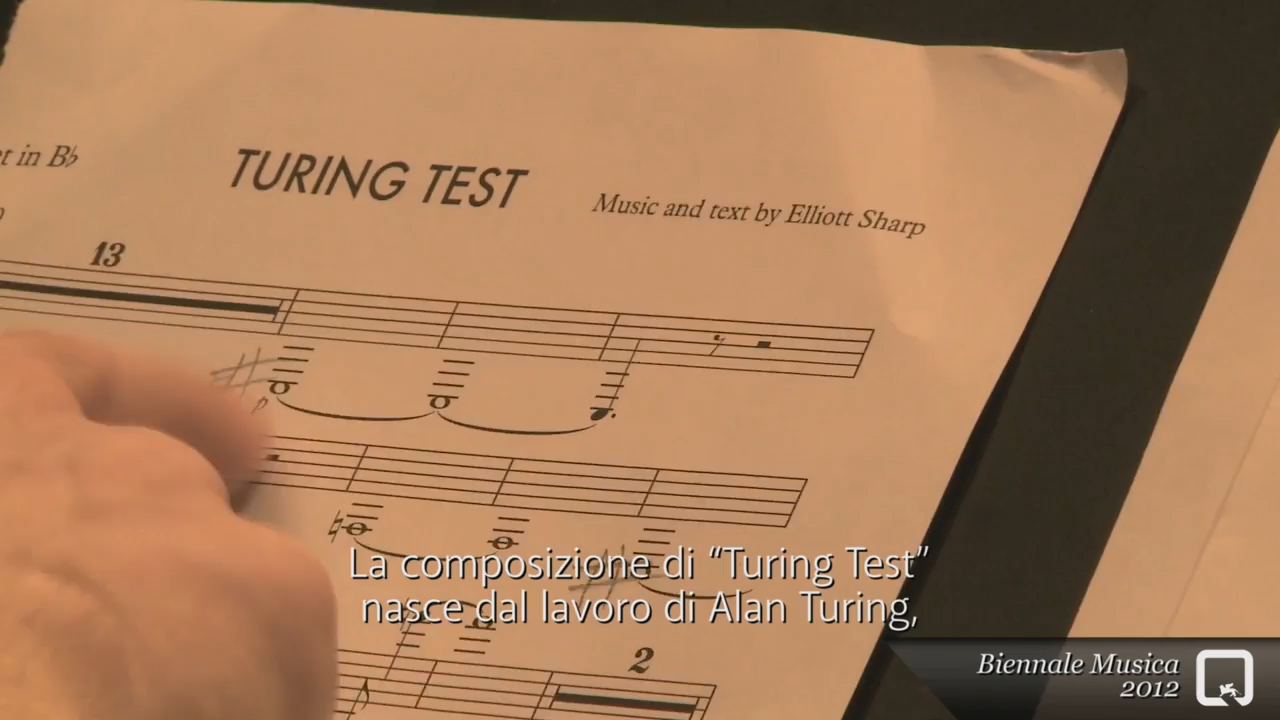 in B♭
TURING TEST
Music and text by Elliott Sharp
13
p
La composizione di “Turing Test”
nasce dal lavoro di Alan Turing,
2
Biennale Musica
2012